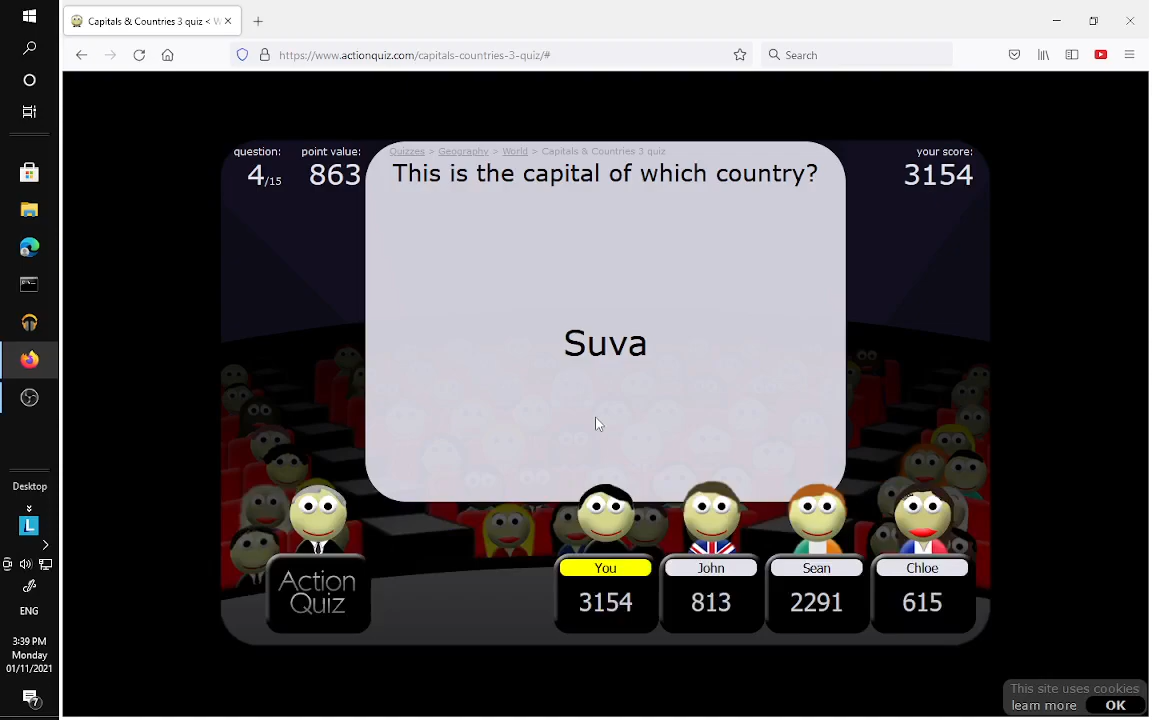 Capitals & Countries 3 quiz < W
https://www.actionquiz.com/capitals-countries-3-quiz/#
Search
question:
4/15
point value:
863
Quizzes > Geography > World > Capitals & Countries 3 quiz
This is the capital of which country?
your score:
3154
Suva
Action
Quiz
You
3154
John
813
Sean
2291
Chloe
615
Desktop
L
ENG
3:39 PM
Monday
01/11/2021
7
This site uses cookies
learn more OK